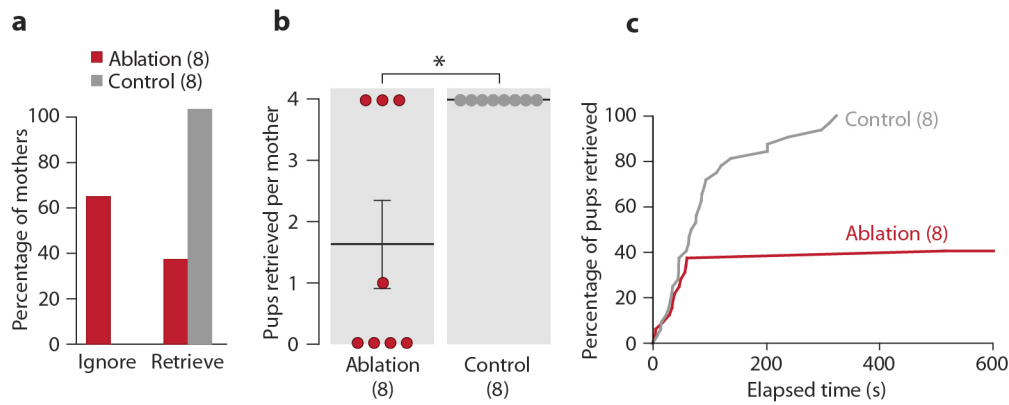 a
Ablation (8)
Control (8)
Percentage of mothers
100
80
60
40
20
0
Ignore
Retrieve
b
*
Pups retrieved per mother
4
3
2
1
0
Ablation
(8)
Control
(8)
c
Percentage of pups retrieved
100
80
60
40
20
0
Control (8)
Ablation (8)
0
200
400
600
Elapsed time (s)